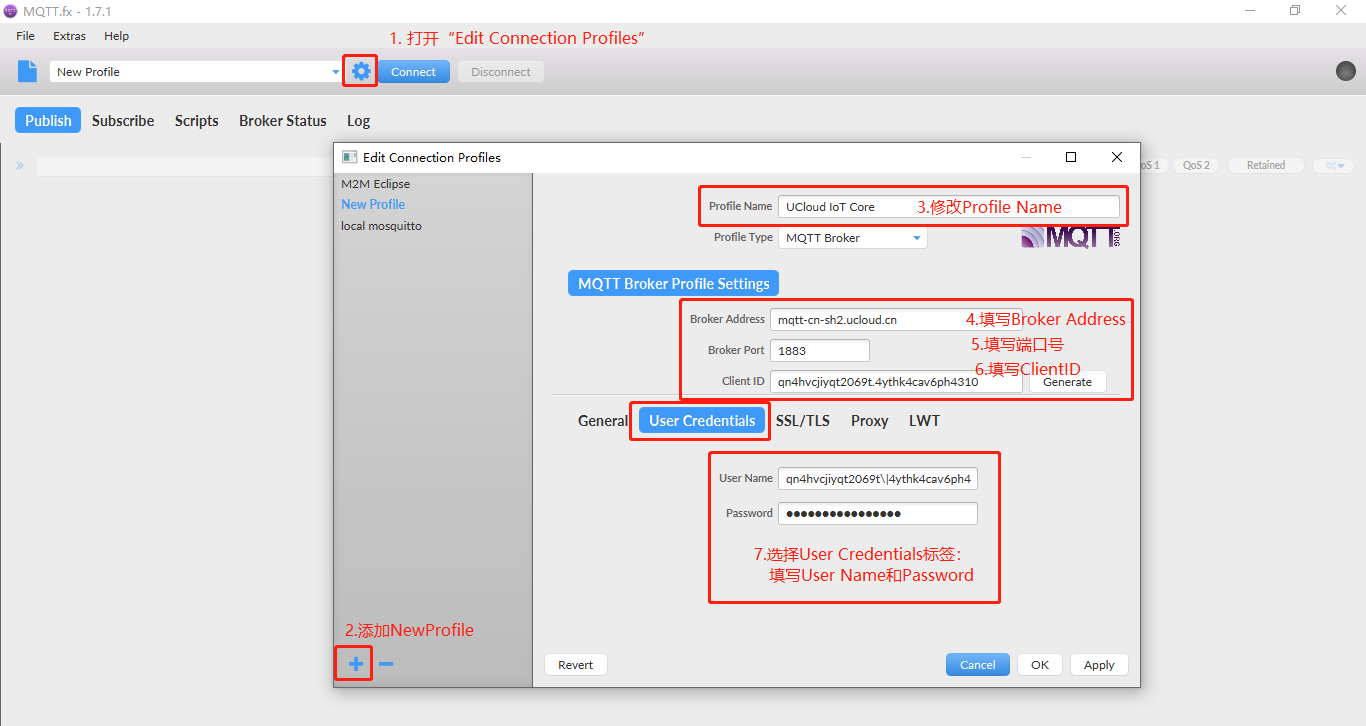 MQTT.fx - 1.7.1
File Extras Help
1. 打开 “Edit Connection Profiles”
New Profile Connect Disconnect
Publish Subscribe Scripts Broker Status Log
QoS 2 Retained
Edit Connection Profiles
M2M Eclipse
New Profile
local mosquitto
Profile Name UCloud IoT Core 3.修改Profile Name
Profile Type MQTT Broker
MQTT
.ORG
MQTT Broker Profile Settings
Broker Address mqtt-cn-sh2.ucloud.cn 4.填写Broker Address
Broker Port 1883 5.填写端口号
6.填写ClientID
Client ID qn4hvcjiyqt2069t.4ythk4cav6ph4310 Generate
General User Credentials SSL/TLS Proxy LWT
User Name qn4hvcjiyqt2069t\|4ythk4cav6ph4
Password ●●●●●●●●●●●●●●●●
7.选择User Credentials标签：
填写User Name和Password
2.添加NewProfile
Revert Cancel OK Apply